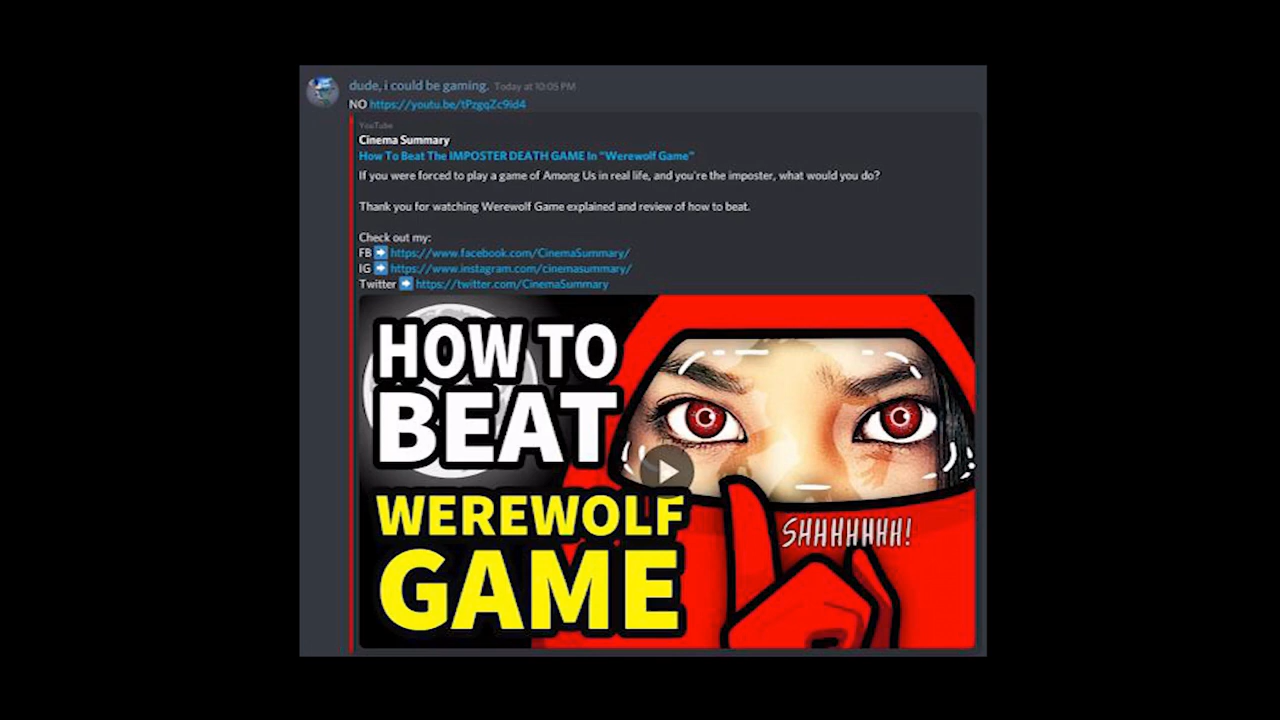 dude, i could be gaming. Today at 10:05 PM
NO https://youtu.be/tPzgqZc9id4
YouTube
Cinema Summary
How To Beat The IMPOSTER DEATH GAME In "Werewolf Game"
If you were forced to play a game of Among Us in real life, and you're the imposter, what would you do?
Thank you for watching Werewolf Game explained and review of how to beat.
Check out my:
FB ➡ https://www.facebook.com/CinemaSummary/
IG ➡ https://www.instagram.com/cinemasummary/
Twitter ➡ https://twitter.com/CinemaSummary
HOW TO
BEAT
WEREWOLF
GAME
SHHHHHHH!